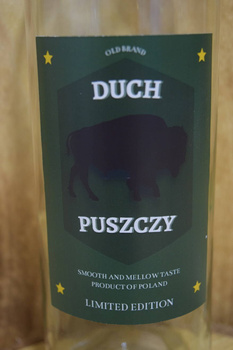 OLD BRAND
DUCH
PUSZCZY
SMOOTH AND MELLOW TASTE
PRODUCT OF POLAND
LIMITED EDITION